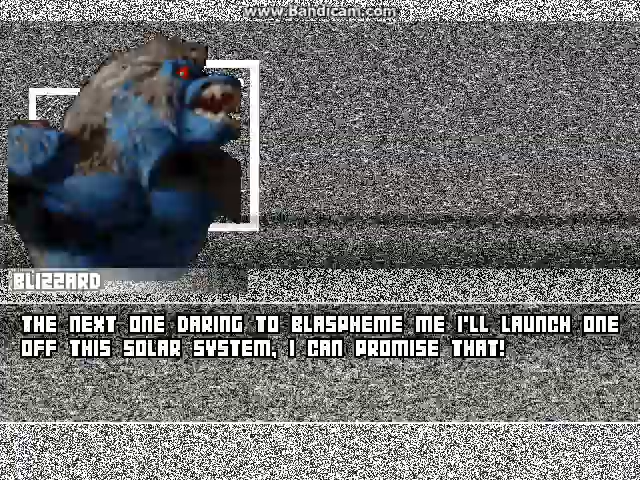 www.Bandicam.com
BLIZZARD
THE NEXT ONE DARING TO BLASPHEME ME I'LL LAUNCH ONE
OFF THIS SOLAR SYSTEM, I CAN PROMISE THAT!